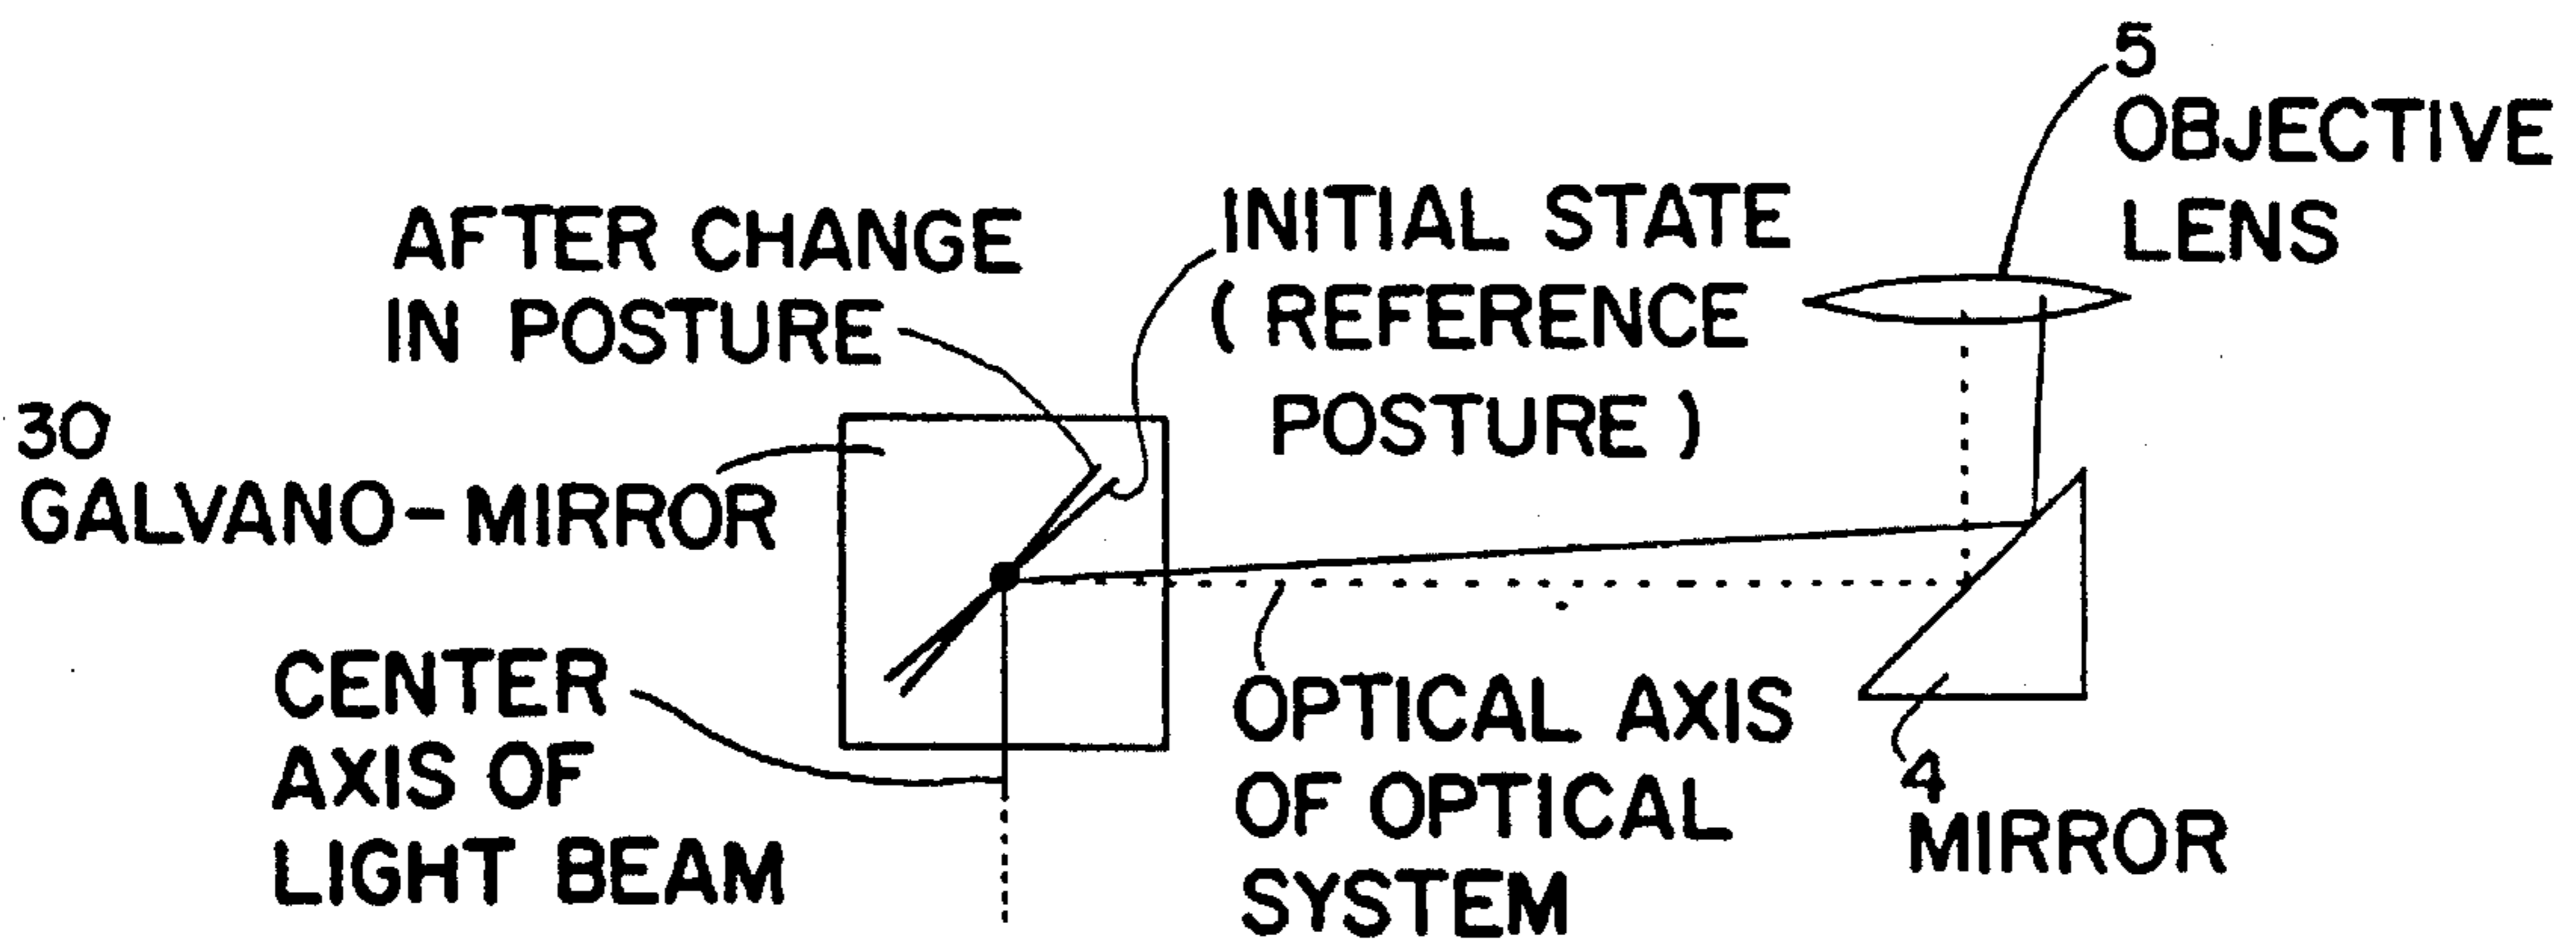 5
OBJECTIVE
LENS
AFTER CHANGE
IN POSTURE
INITIAL STATE
( REFERENCE
POSTURE )
30
GALVANO-MIRROR
CENTER
AXIS OF
LIGHT BEAM
OPTICAL AXIS
OF OPTICAL
SYSTEM
4
MIRROR